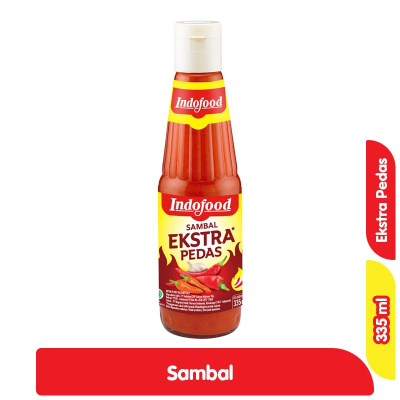 Indofood
Indofood
SAMBAL
EKSTRA
PEDAS
Ekstra Pedas
335 ml
Sambal